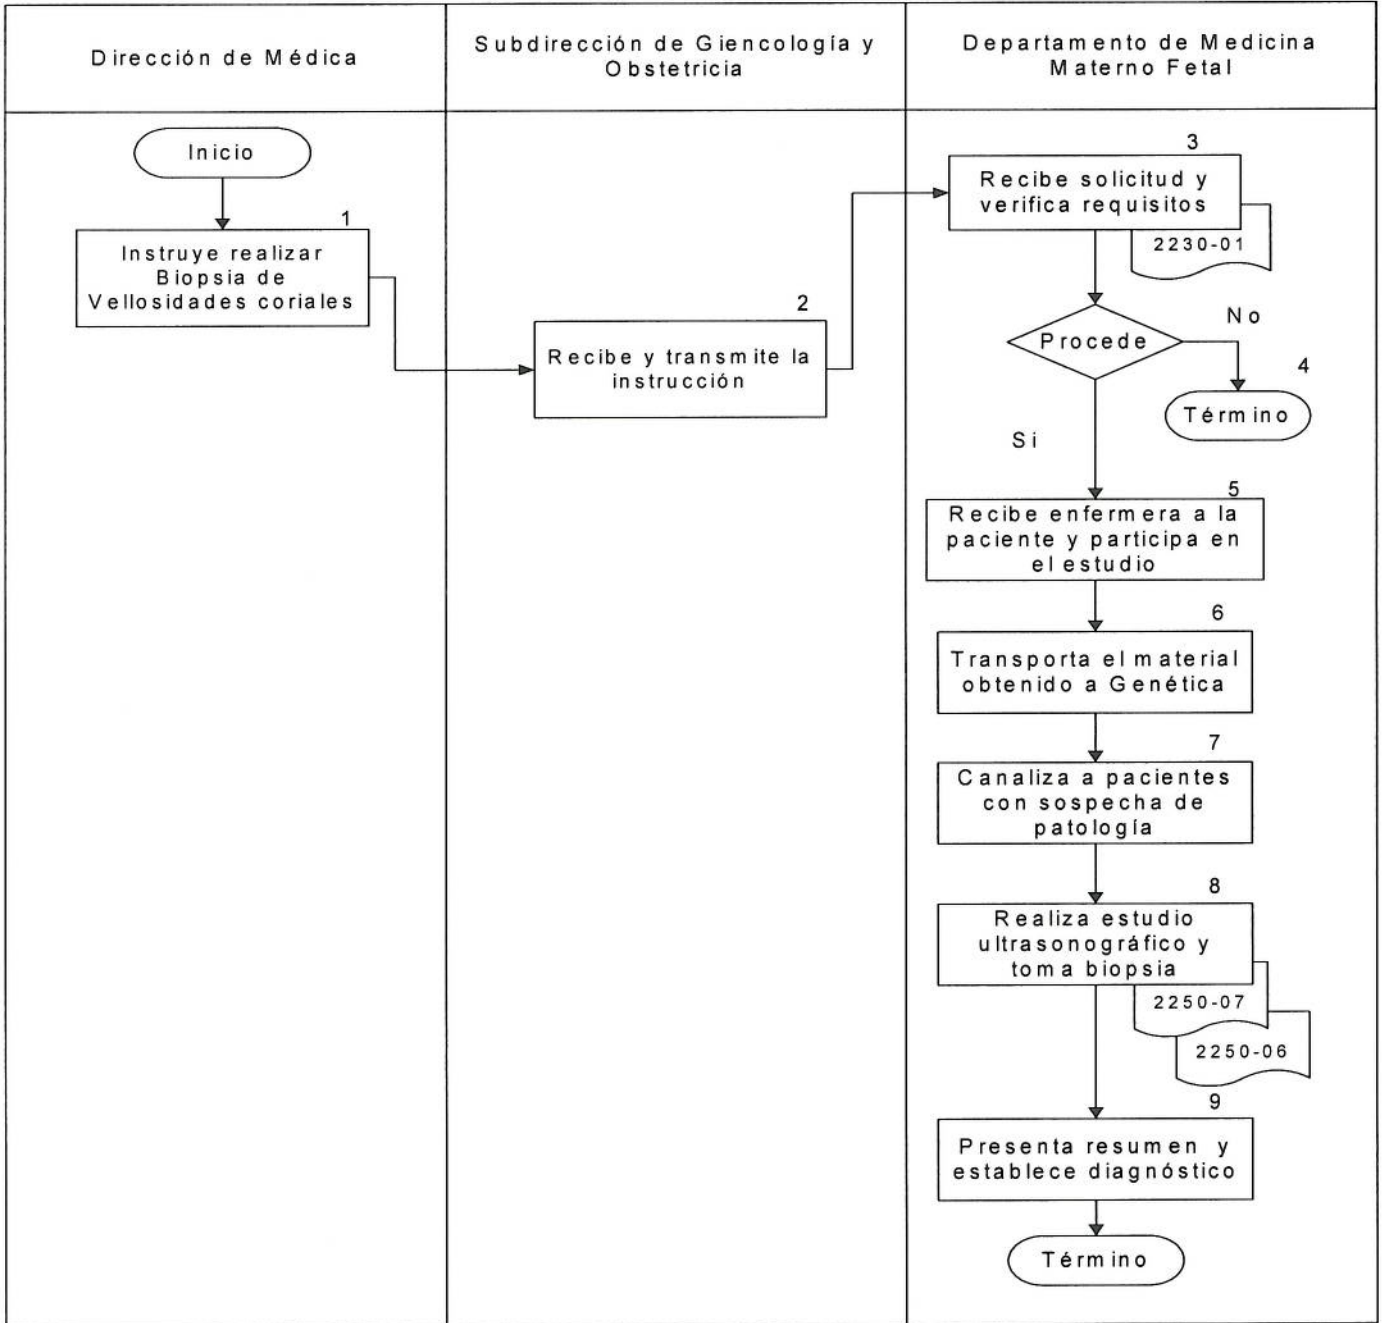 Dirección de Médica
Subdirección de Giencología y
Obstetricia
Departamento de Medicina
Materno Fetal
Inicio
1
Instruye realizar
Biopsia de
Vellosidades coriales
2
Recibe y transmite la
instrucción
3
Recibe solicitud y
verifica requisitos
2230-01
Procede
No
4
Término
Si
5
Recibe enfermera a la
paciente y participa en
el estudio
6
Transporta el material
obtenido a Genética
7
Canaliza a pacientes
con sospecha de
patología
8
Realiza estudio
ultrasonográfico y
toma biopsia
2250-07
2250-06
9
Presenta resumen y
establece diagnóstico
Término